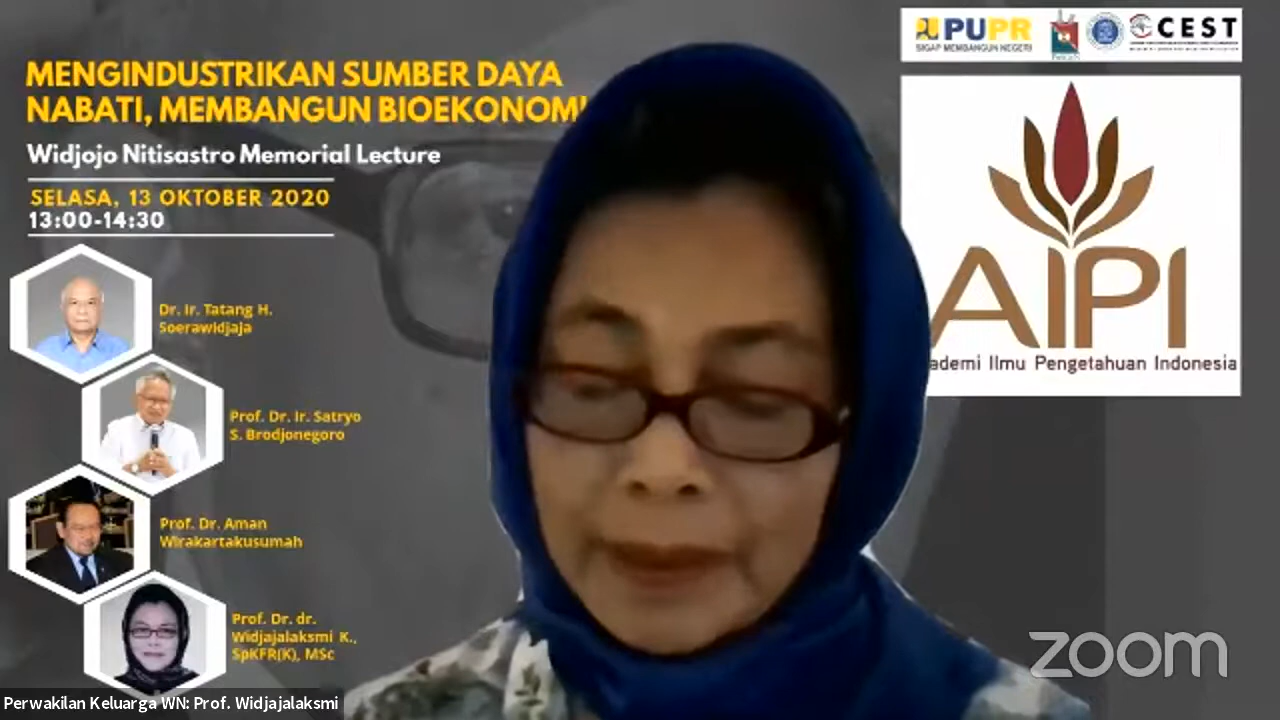 MENGINDUSTRIKAN SUMBER DAYA
NABATI, MEMBANGUN BIOEKONOMI
Widjojo Nitisastro Memorial Lecture
SELASA, 13 OKTOBER 2020
13:00-14:30
Dr. Ir. Tatang H.
Soerawidjaja
Prof. Dr. Ir. Satryo
S. Brodjonegoro
Prof. Dr. Aman
Wirakartakusumah
Prof. Dr. dr.
Widjajalaksmi K.,
SpKFR(K), MSc
Perwakilan Keluarga WN: Prof. Widjajalaksmi
PUPR
SIGAP MEMBANGUN NEGERI
CEST
AIPI
ademi Ilmu Pengetahuan Indonesia
zoom